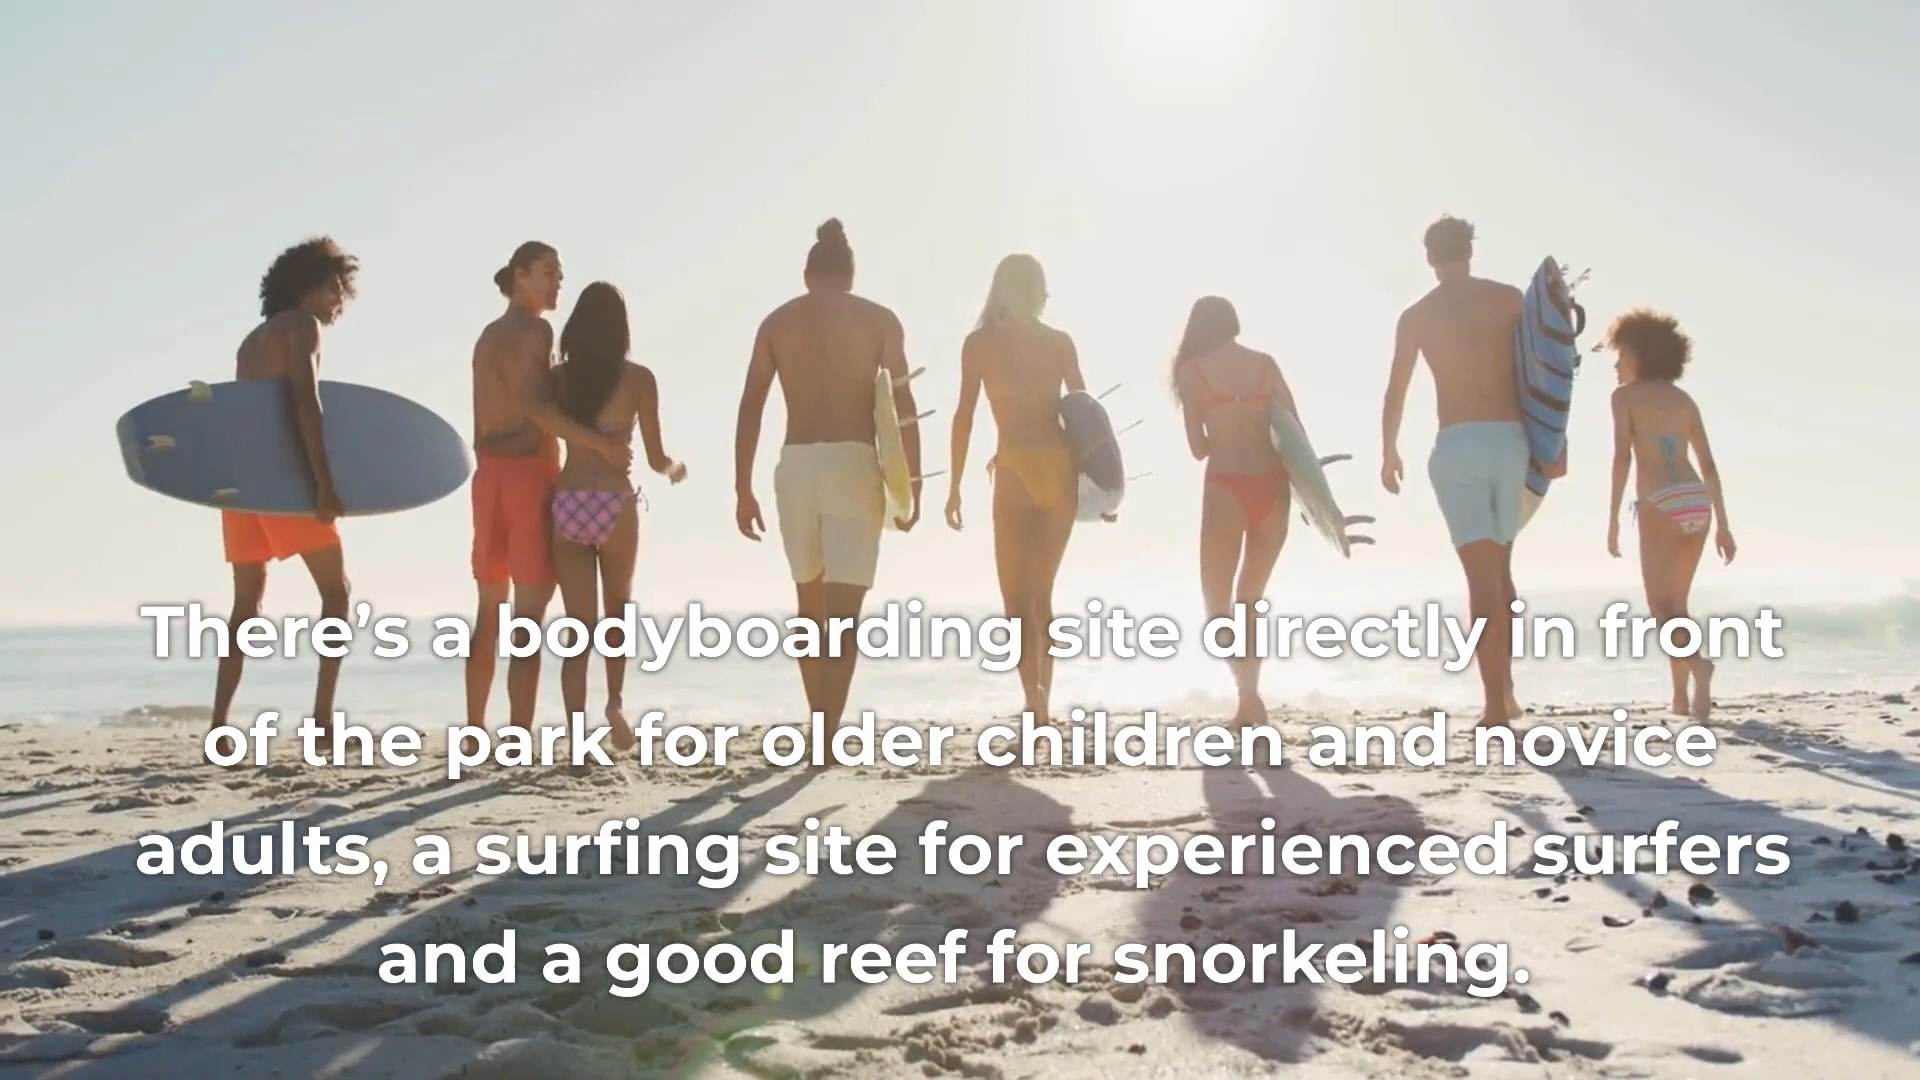 There’s a bodyboarding site directly in front
of the park for older children and novice
adults, a surfing site for experienced surfers
and a good reef for snorkeling.